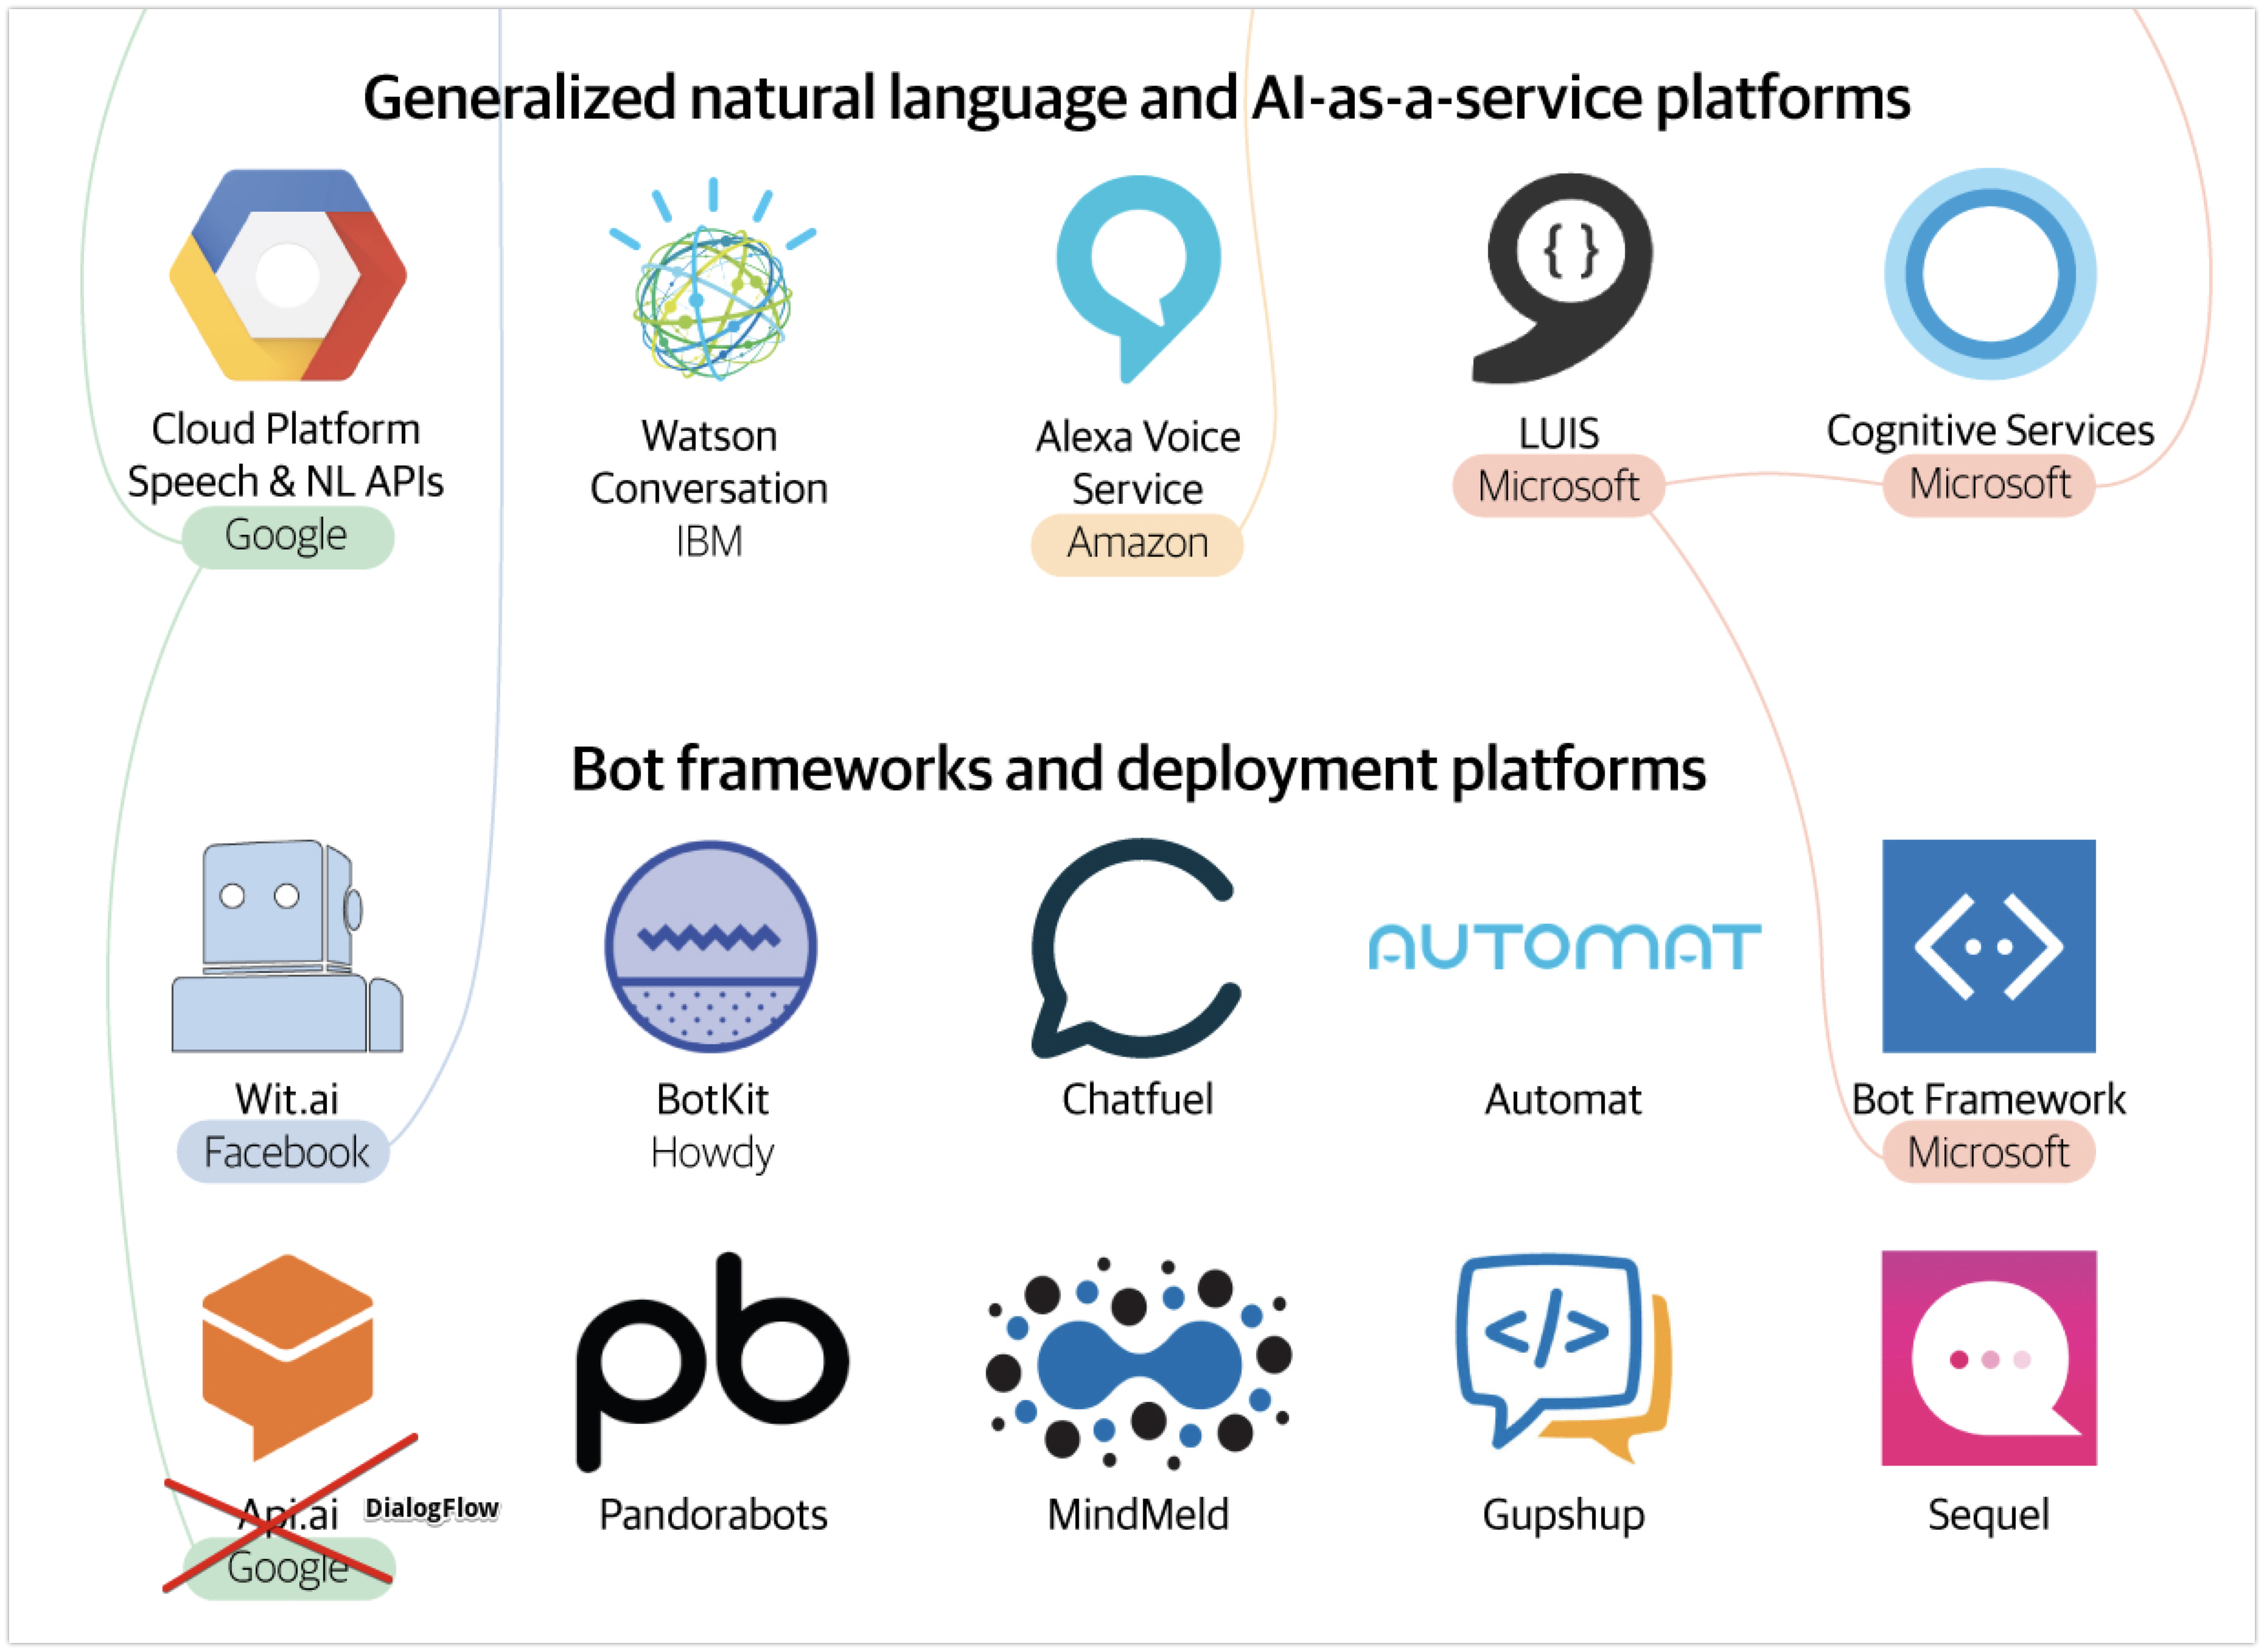 Generalized natural language and AI-as-a-service platforms
{ }
Cloud Platform
Speech & NL APIs
Google
Watson
Conversation
IBM
Alexa Voice
Service
Amazon
LUIS
Microsoft
Cognitive Services
Microsoft
Bot frameworks and deployment platforms
Wit.ai
Facebook
BotKit
Howdy
Chatfuel
AUTOMAT
Automat
Bot Framework
Microsoft
Api.ai
DialogFlow
Google
pb
Pandorabots
MindMeld
</>
Gupshup
Sequel